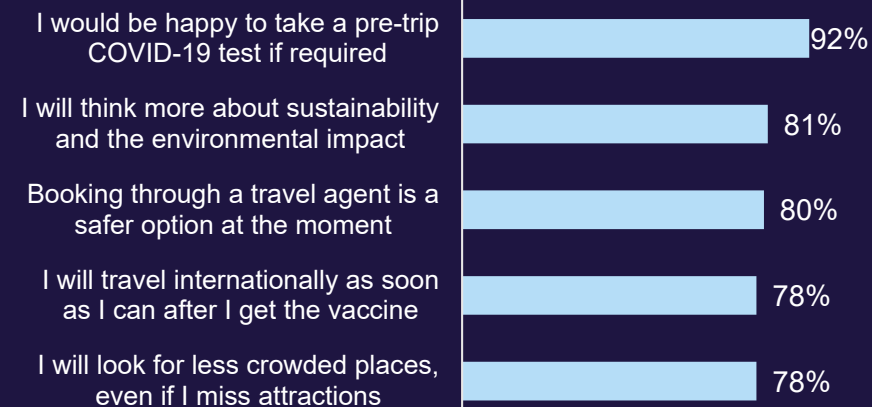 I would be happy to take a pre-trip
COVID-19 test if required
92%
I will think more about sustainability
and the environmental impact
81%
Booking through a travel agent is a
safer option at the moment
80%
I will travel internationally as soon
as I can after I get the vaccine
78%
I will look for less crowded places,
even if I miss attractions
78%